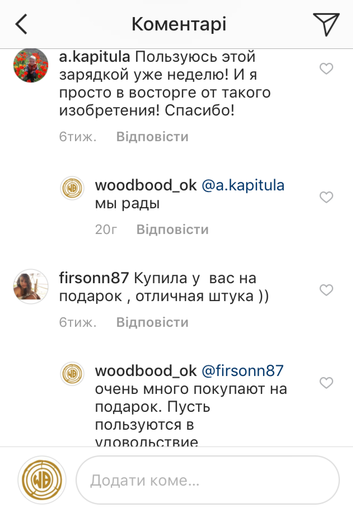 Коментарі
a.kapitula Пользуюсь этой
зарядкой уже неделю! И я
просто в восторге от такого
изобретения! Спасибо!
6тиж. Відповісти
woodbood_ok @a.kapitula
мы рады
20г Відповісти
firsonn87 Купила у вас на
подарок , отличная штука ))
6тиж. Відповісти
woodbood_ok @firsonn87
очень много покупают на
подарок. Пусть
пользуются в
удовольствие
Додати коме...